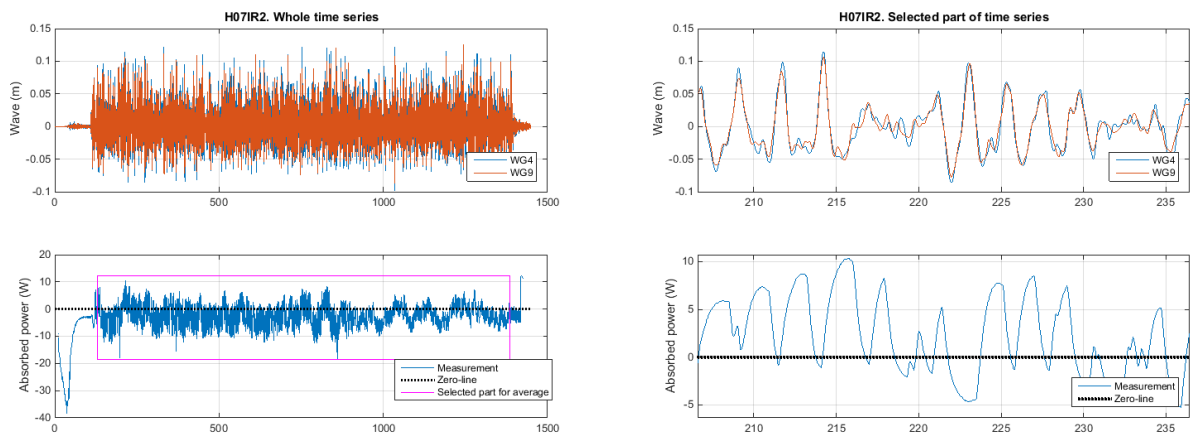 H07IR2. Whole time series
0.15
0.1
0.05
0
-0.05
-0.1
Wave (m)
WG4
WG9
0
500
1000
1500
H07IR2. Selected part of time series
0.15
0.1
0.05
0
-0.05
-0.1
Wave (m)
WG4
WG9
210
215
220
225
230
235
20
10
0
-10
-20
-30
-40
Absorbed power (W)
Measurement
Zero-line
Selected part for average
0
500
1000
1500
10
5
0
-5
Absorbed power (W)
Measurement
Zero-line
210
215
220
225
230
235